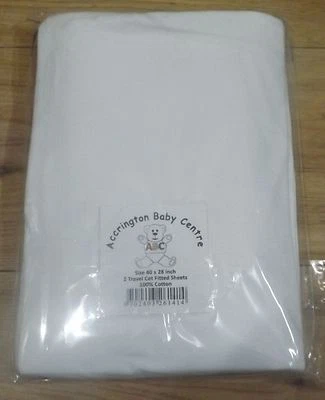 Accrington Baby Centre
ABC
Size 40 x 28 inch
2 Travel Cot Fitted Sheets
100% Cotton